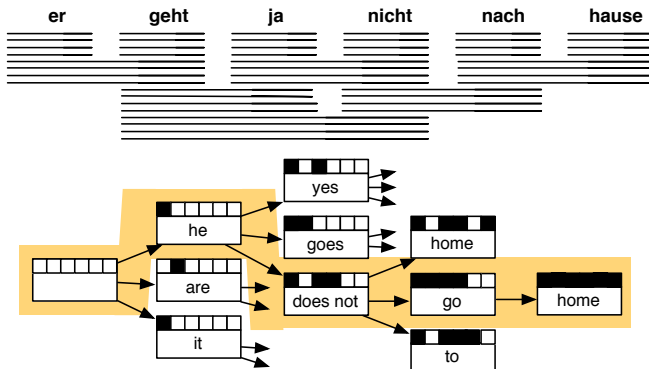 er geht ja nicht nach hause
yes
he
goes
home
are
does not
go
home
it
to